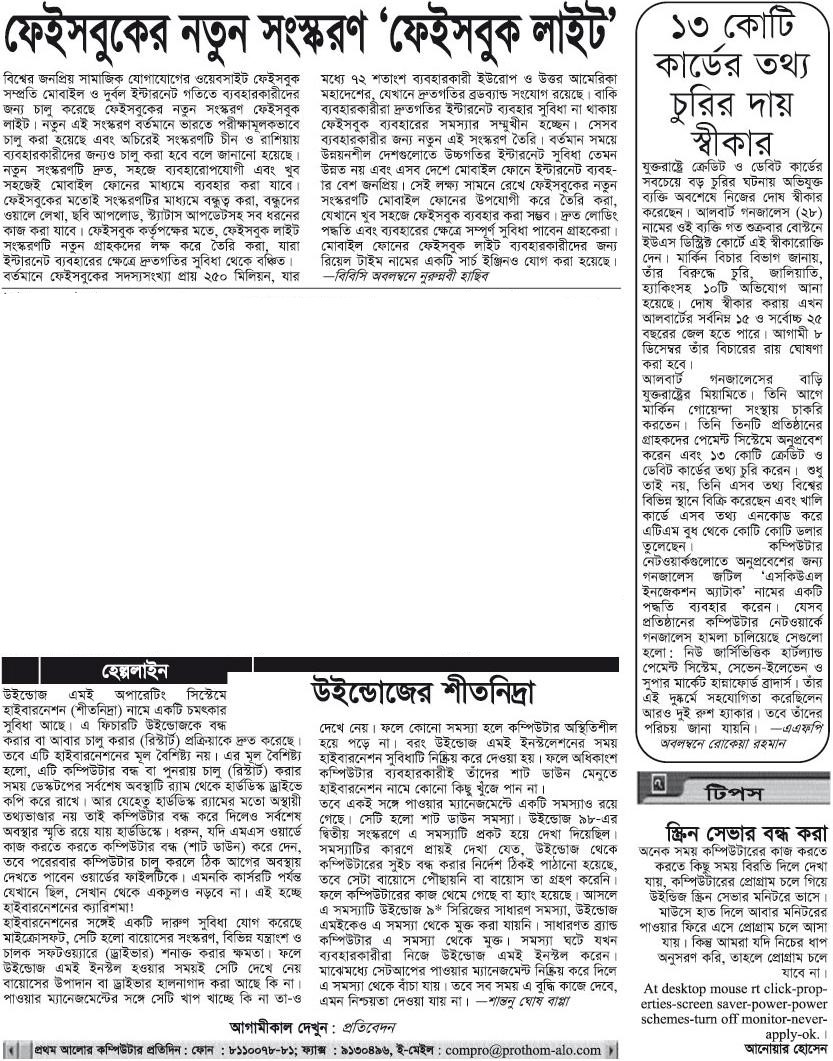 ফেইসবুকের নতুন সংস্করণ ‘ফেইসবুক লাইট’
বিশ্বের জনপ্রিয় সামাজিক যোগাযোগের ওয়েবসাইট ফেইসবুক
সম্প্রতি মোবাইল ও দুর্বল ইন্টারনেট গতিতে ব্যবহারকারীদের
জন্য চালু করেছে ফেইসবুকের নতুন সংস্করণ ফেইসবুক
লাইট। নতুন এই সংস্করণ বর্তমানে ভারতে পরীক্ষামূলকভাবে
চালু করা হয়েছে এবং অচিরেই সংস্করণটি চীন ও রাশিয়ায়
ব্যবহারকারীদের জন্যও চালু করা হবে বলে জানানো হয়েছে।
নতুন সংস্করণটি দ্রুত, সহজে ব্যবহারোপযোগী এবং খুব
সহজেই মোবাইল ফোনের মাধ্যমে ব্যবহার করা যাবে।
ফেইসবুকের মতোই সংস্করণটির মাধ্যমে বন্ধুত্ব করা, বন্ধুদের
ওয়ালে লেখা, ছবি আপলোড, স্ট্যাটাস আপডেটসহ সব ধরনের
কাজ করা যাবে। ফেইসবুক কর্তৃপক্ষের মতে, ফেইসবুক লাইট
সংস্করণটি নতুন গ্রাহকদের লক্ষ করে তৈরি করা, যারা
ইন্টারনেট ব্যবহারের ক্ষেত্রে দ্রুতগতির সুবিধা থেকে বঞ্চিত।
বর্তমানে ফেইসবুকের সদস্যসংখ্যা প্রায় ২৫০ মিলিয়ন, যার
মধ্যে ৭২ শতাংশ ব্যবহারকারী ইউরোপ ও উত্তর আমেরিকা
মহাদেশের, যেখানে দ্রুতগতির ব্রডব্যান্ড সংযোগ রয়েছে। বাকি
ব্যবহারকারীরা দ্রুতগতির ইন্টারনেট ব্যবহার সুবিধা না থাকায়
ফেইসবুক ব্যবহারের সমস্যার সম্মুখীন হচ্ছেন। সেসব
ব্যবহারকারীর জন্য নতুন এই সংস্করণ তৈরি। বর্তমান সময়ে
উন্নয়নশীল দেশগুলোতে উচ্চগতির ইন্টারনেট সুবিধা তেমন
উন্নত নয় এবং এসব দেশে মোবাইল ফোনে ইন্টারনেট ব্যবহ-
ার বেশ জনপ্রিয়। সেই লক্ষ্য সামনে রেখে ফেইসবুকের নতুন
সংস্করণটি মোবাইল ফোনের উপযোগী করে তৈরি করা,
যেখানে খুব সহজে ফেইসবুক ব্যবহার করা সম্ভব। দ্রুত লোডিং
পদ্ধতি এবং ব্যবহারের ক্ষেত্রে সম্পূর্ণ সুবিধা পাবেন গ্রাহকেরা।
মোবাইল ফোনের ফেইসবুক লাইট ব্যবহারকারীদের জন্য
রিয়েল টাইম নামের একটি সার্চ ইঞ্জিনও যোগ করা হয়েছে।
—বিবিসি অবলম্বনে নুরুন্নবী হাছিব
১৩ কোটি
কার্ডের তথ্য
চুরির দায়
স্বীকার
যুক্তরাষ্ট্রে ক্রেডিট ও ডেবিট কার্ডের
সবচেয়ে বড় চুরির ঘটনায় অভিযুক্ত
ব্যক্তি অবশেষে নিজের দোষ স্বীকার
করেছেন। আলবার্ট গনজালেস (২৮)
নামের ওই ব্যক্তি গত শুক্রবার বোস্টনে
ইউএস ডিস্ট্রিক্ট কোর্টে এই স্বীকারোক্তি
দেন। মার্কিন বিচার বিভাগ জানায়,
তাঁর বিরুদ্ধে চুরি, জালিয়াতি,
হ্যাকিংসহ ১০টি অভিযোগ আনা
হয়েছে। দোষ স্বীকার করায় এখন
আলবার্টের সর্বনিম্ন ১৫ ও সর্বোচ্চ ২৫
বছরের জেল হতে পারে। আগামী ৮
ডিসেম্বর তাঁর বিচারের রায় ঘোষণা
করা হবে।
আলবার্ট গনজালেসের বাড়ি
যুক্তরাষ্ট্রের মিয়ামিতে। তিনি আগে
মার্কিন গোয়েন্দা সংস্থায় চাকরি
করতেন। তিনি তিনটি প্রতিষ্ঠানের
গ্রাহকদের পেমেন্ট সিস্টেমে অনুপ্রবেশ
করেন এবং ১৩ কোটি ক্রেডিট ও
ডেবিট কার্ডের তথ্য চুরি করেন। শুধু
তাই নয়, তিনি এসব তথ্য বিশ্বের
বিভিন্ন স্থানে বিক্রি করেছেন এবং খালি
কার্ডে এসব তথ্য এনকোড করে
এটিএম বুথ থেকে কোটি কোটি ডলার
তুলেছেন। কম্পিউটার
নেটওয়ার্কগুলোতে অনুপ্রবেশের জন্য
গনজালেস জটিল ‘এসকিউএল
ইনজেকশন অ্যাটাক’ নামের একটি
পদ্ধতি ব্যবহার করেন। যেসব
প্রতিষ্ঠানের কম্পিউটার নেটওয়ার্কে
গনজালেস হামলা চালিয়েছে সেগুলো
হলো: নিউ জার্সিভিত্তিক হার্টল্যান্ড
পেমেন্ট সিস্টেম, সেভেন-ইলেভেন ও
সুপার মার্কেট হান্নাফোর্ড ব্রাদার্স। তাঁর
এই দুষ্কর্মে সহযোগিতা করেছিলেন
আরও দুই রুশ হ্যাকার। তবে তাঁদের
পরিচয় জানা যায়নি। —এএফপি
অবলম্বনে রোকেয়া রহমান
হেল্পলাইন
উইন্ডোজের শীতনিদ্রা
উইন্ডোজ এমই অপারেটিং সিস্টেমে
হাইবারনেশন (শীতনিদ্রা) নামে একটি চমৎকার
সুবিধা আছে। এ ফিচারটি উইন্ডোজকে বন্ধ
করার বা আবার চালু করার (রিস্টার্ট) প্রক্রিয়াকে দ্রুত করেছে।
তবে এটি হাইবারনেশনের মূল বৈশিষ্ট্য নয়। এর মূল বৈশিষ্ট্য
হলো, এটি কম্পিউটার বন্ধ বা পুনরায় চালু (রিস্টার্ট) করার
সময় ডেস্কটপের সর্বশেষ অবস্থাটি র‍্যাম থেকে হার্ডডিস্ক ড্রাইভে
কপি করে রাখে। আর যেহেতু হার্ডডিস্ক র‍্যামের মতো অস্থায়ী
তথ্যভান্ডার নয় তাই কম্পিউটার বন্ধ করে দিলেও সর্বশেষ
অবস্থার স্মৃতি রয়ে যায় হার্ডডিস্কে। ধরুন, যদি এমএস ওয়ার্ডে
কাজ করতে করতে কম্পিউটার বন্ধ (শাট ডাউন) করে দেন,
তবে পরেরবার কম্পিউটার চালু করলে ঠিক আগের অবস্থায়
দেখতে পাবেন ওয়ার্ডের ফাইলটিকে। এমনকি কার্সরটি পর্যন্ত
যেখানে ছিল, সেখান থেকে একচুলও নড়বে না। এই হচ্ছে
হাইবারনেশনের ক্যারিশমা!
হাইবারনেশনের সঙ্গেই একটি দারুণ সুবিধা যোগ করেছে
মাইক্রোসফট, সেটি হলো বায়োসের সংস্করণ, বিভিন্ন যন্ত্রাংশ ও
চালক সফটওয়্যারে (ড্রাইভার) শনাক্ত করার ক্ষমতা। ফলে
উইন্ডোজ এমই ইনস্টল হওয়ার সময়ই সেটি দেখে নেয়
বায়োসের উপাদান বা ড্রাইভার হালনাগাদ করা আছে কি না।
পাওয়ার ম্যানেজমেন্টের সঙ্গে সেটি খাপ খাচ্ছে কি না তা-ও
দেখে নেয়। ফলে কোনো সমস্যা হলে কম্পিউটার অস্থিতিশীল
হয়ে পড়ে না। বরং উইন্ডোজ এমই ইনস্টলেশনের সময়
হাইবারনেশন সুবিধাটি নিষ্ক্রিয় করে দেওয়া হয়। ফলে অধিকাংশ
কম্পিউটার ব্যবহারকারীই তাঁদের শাট ডাউন মেনুতে
হাইবারনেশন নামে কোনো কিছু খুঁজে পান না।
তবে একই সঙ্গে পাওয়ার ম্যানেজমেন্টে একটি সমস্যাও রয়ে
গেছে। সেটি হলো শাট ডাউন সমস্যা। উইন্ডোজ ৯৮-এর
দ্বিতীয় সংস্করণে এ সমস্যাটি প্রকট হয়ে দেখা দিয়েছিল।
সমস্যাটির কারণে প্রায়ই দেখা যেত, উইন্ডোজ থেকে
কম্পিউটারের সুইচ বন্ধ করার নির্দেশ ঠিকই পাঠানো হয়েছে,
তবে সেটা বায়োসে পৌছায়নি বা বায়োস তা গ্রহণ করেনি।
ফলে কম্পিউটারের কাজ থেমে গেছে বা হ্যাং হয়েছে। আসলে
এ সমস্যাটি উইন্ডোজ ৯* সিরিজের সাধারণ সমস্যা, উইন্ডোজ
এমইকেও এ সমস্যা থেকে মুক্ত করা যায়নি। সাধারণত ব্র্যান্ড
কম্পিউটার এ সমস্যা থেকে মুক্ত। সমস্যা ঘটে যখন
ব্যবহারকারীরা নিজে উইন্ডোজ এমই ইনস্টল করেন।
মাঝেমধ্যে সেটআপের পাওয়ার ম্যানেজমেন্ট নিষ্ক্রিয় করে দিলে
এ সমস্যা থেকে বাঁচা যায়। তবে সব সময় এ বুদ্ধি কাজে দেবে,
এমন নিশ্চয়তা দেওয়া যায় না। —শান্তনু ঘোষ বাপ্পা
টিপস
স্ক্রিন সেভার বন্ধ করা
অনেক সময় কম্পিউটারের কাজ করতে
করতে কিছু সময় বিরতি দিলে দেখা
যায়, কম্পিউটারের প্রোগ্রাম চলে গিয়ে
উইন্ডিজ স্ক্রিন সেভার মনিটরে ভাসে।
মাউসে হাত দিলে আবার মনিটরের
পাওয়ার ফিরে এসে প্রোগ্রাম চলে আসা
যায়। কিন্তু আমরা যদি নিচের ধাপ
অনুসরণ করি, তাহলে প্রোগ্রাম চলে
যাবে না।
At desktop mouse rt click-prop-
erties-screen saver-power-power
schemes-turn off monitor-never-
apply-ok.।
আনোয়ার হোসেন
আগামীকাল দেখুন : প্রতিবেদন
প্রথম আলোর কম্পিউটার প্রতিদিন : ফোন : ৮১১০০৭৮-৮১; ফ্যাক্স : ৯১৩০৪৯৬, ই-মেইল : compro@prothom-alo.com